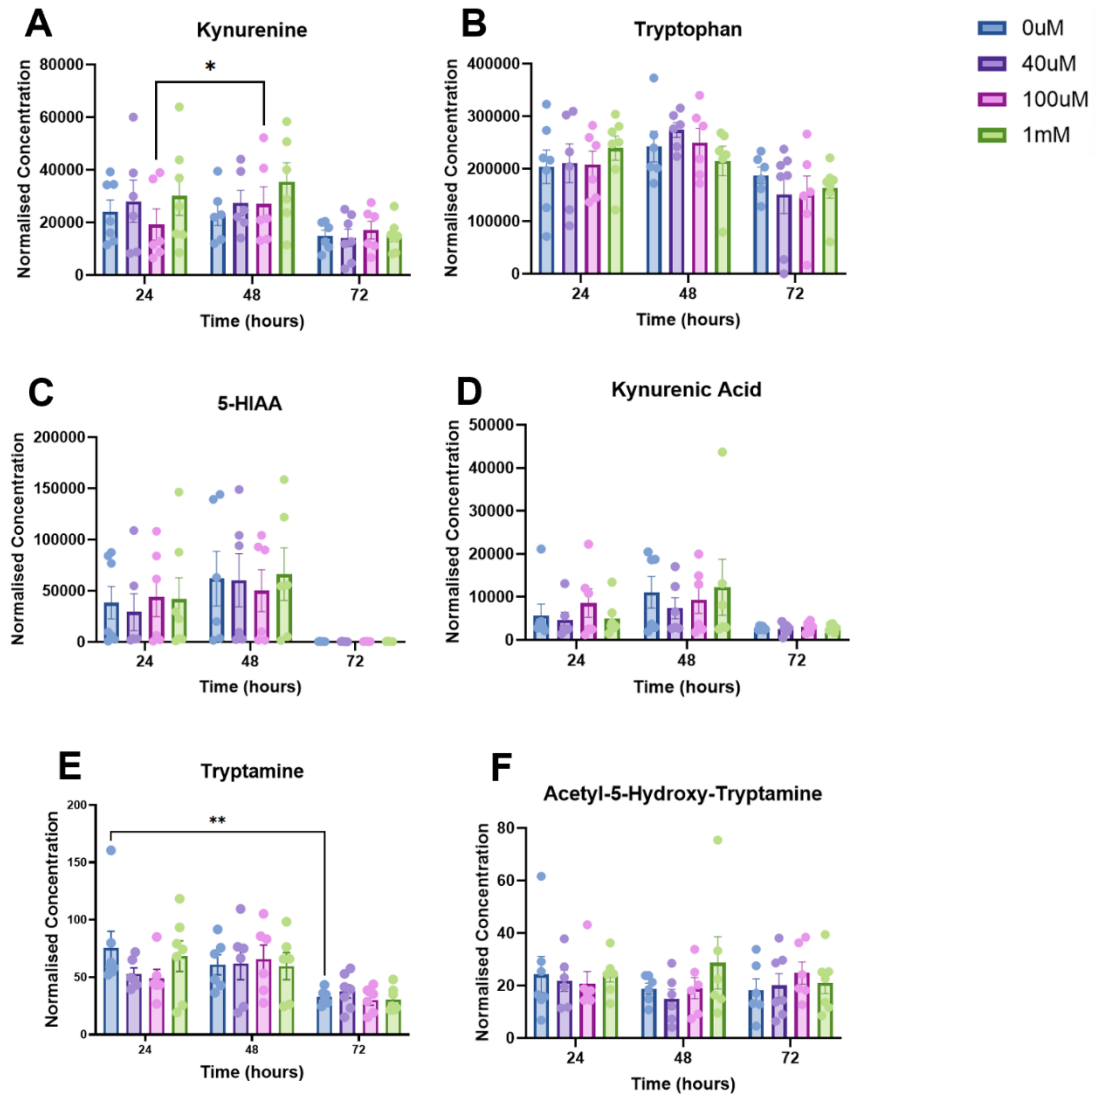 A
Kynurenine
Normalised Concentration
80000
60000
40000
20000
0
*
24
48
72
Time (hours)
B
Tryptophan
Normalised Concentration
400000
300000
200000
100000
0
24
48
72
Time (hours)
0uM
40uM
100uM
1mM
C
5-HIAA
Normalised Concentration
200000
150000
100000
50000
0
24
48
72
Time (hours)
D
Kynurenic Acid
Normalised Concentration
50000
40000
30000
20000
10000
0
24
48
72
Time (hours)
E
Tryptamine
Normalised Concentration
200
150
100
50
0
**
24
48
72
Time (hours)
F
Acetyl-5-Hydroxy-Tryptamine
Normalised Concentration
80
60
40
20
0
24
48
72
Time (hours)